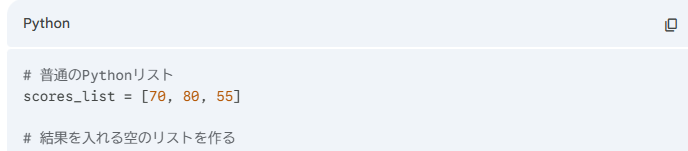 Python
# 普通のPythonリスト
scores_list = [70, 80, 55]
# 結果を入れる空のリストを作る